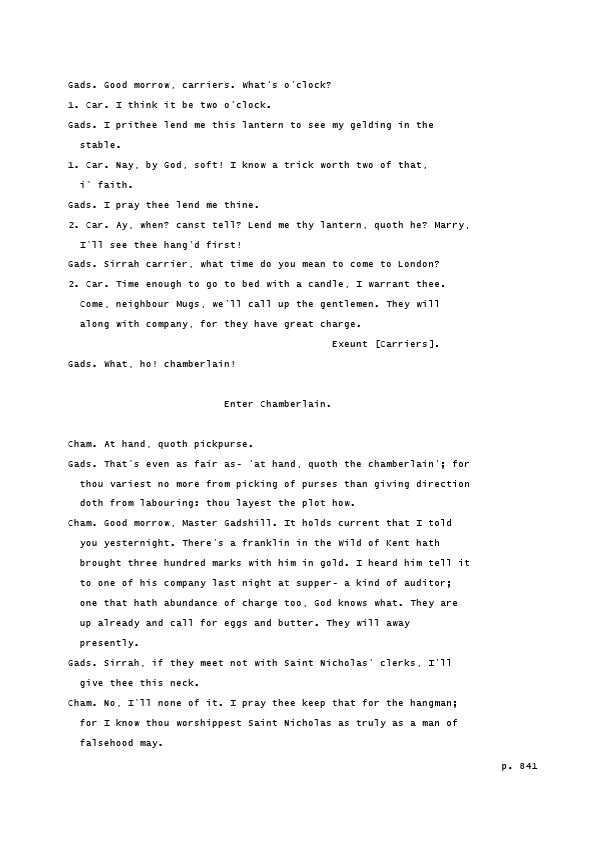 Gads. Good morrow, carriers. What's o'clock?
1. Car. I think it be two o'clock.
Gads. I prithee lend me this lantern to see my gelding in the
stable.
1. Car. Nay, by God, soft! I know a trick worth two of that,
i' faith.
Gads. I pray thee lend me thine.
2. Car. Ay, when? canst tell? Lend me thy lantern, quoth he? Marry,
I'll see thee hang'd first!
Gads. Sirrah carrier, what time do you mean to come to London?
2. Car. Time enough to go to bed with a candle, I warrant thee.
Come, neighbour Mugs, we'll call up the gentlemen. They will
along with company, for they have great charge.
Exeunt [Carriers].
Gads. What, ho! chamberlain!
Enter Chamberlain.
Cham. At hand, quoth pickpurse.
Gads. That's even as fair as- 'at hand, quoth the chamberlain'; for
thou variest no more from picking of purses than giving direction
doth from labouring: thou layest the plot how.
Cham. Good morrow, Master Gadshill. It holds current that I told
you yesternight. There's a franklin in the Wild of Kent hath
brought three hundred marks with him in gold. I heard him tell it
to one of his company last night at supper- a kind of auditor;
one that hath abundance of charge too, God knows what. They are
up already and call for eggs and butter. They will away
presently.
Gads. Sirrah, if they meet not with Saint Nicholas' clerks, I'll
give thee this neck.
Cham. No, I'll none of it. I pray thee keep that for the hangman;
for I know thou worshippest Saint Nicholas as truly as a man of
falsehood may.
p. 841